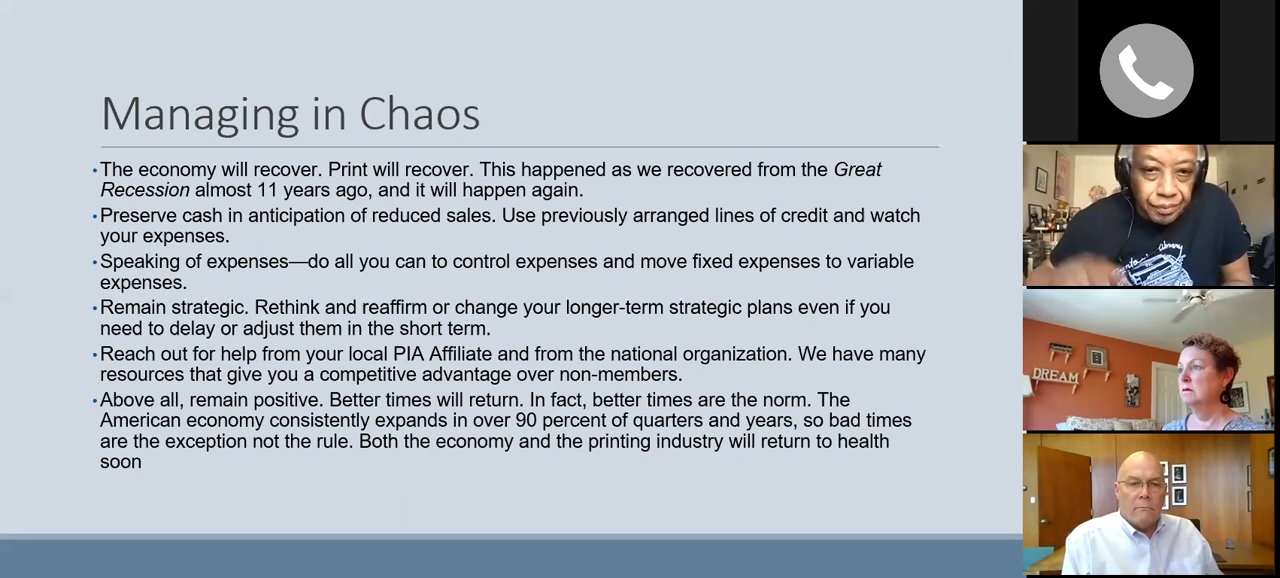 Managing in Chaos
•The economy will recover. Print will recover. This happened as we recovered from the Great
Recession almost 11 years ago, and it will happen again.
•Preserve cash in anticipation of reduced sales. Use previously arranged lines of credit and watch
your expenses.
•Speaking of expenses—do all you can to control expenses and move fixed expenses to variable
expenses.
•Remain strategic. Rethink and reaffirm or change your longer-term strategic plans even if you
need to delay or adjust them in the short term.
•Reach out for help from your local PIA Affiliate and from the national organization. We have many
resources that give you a competitive advantage over non-members.
•Above all, remain positive. Better times will return. In fact, better times are the norm. The
American economy consistently expands in over 90 percent of quarters and years, so bad times
are the exception not the rule. Both the economy and the printing industry will return to health
soon
DREAM